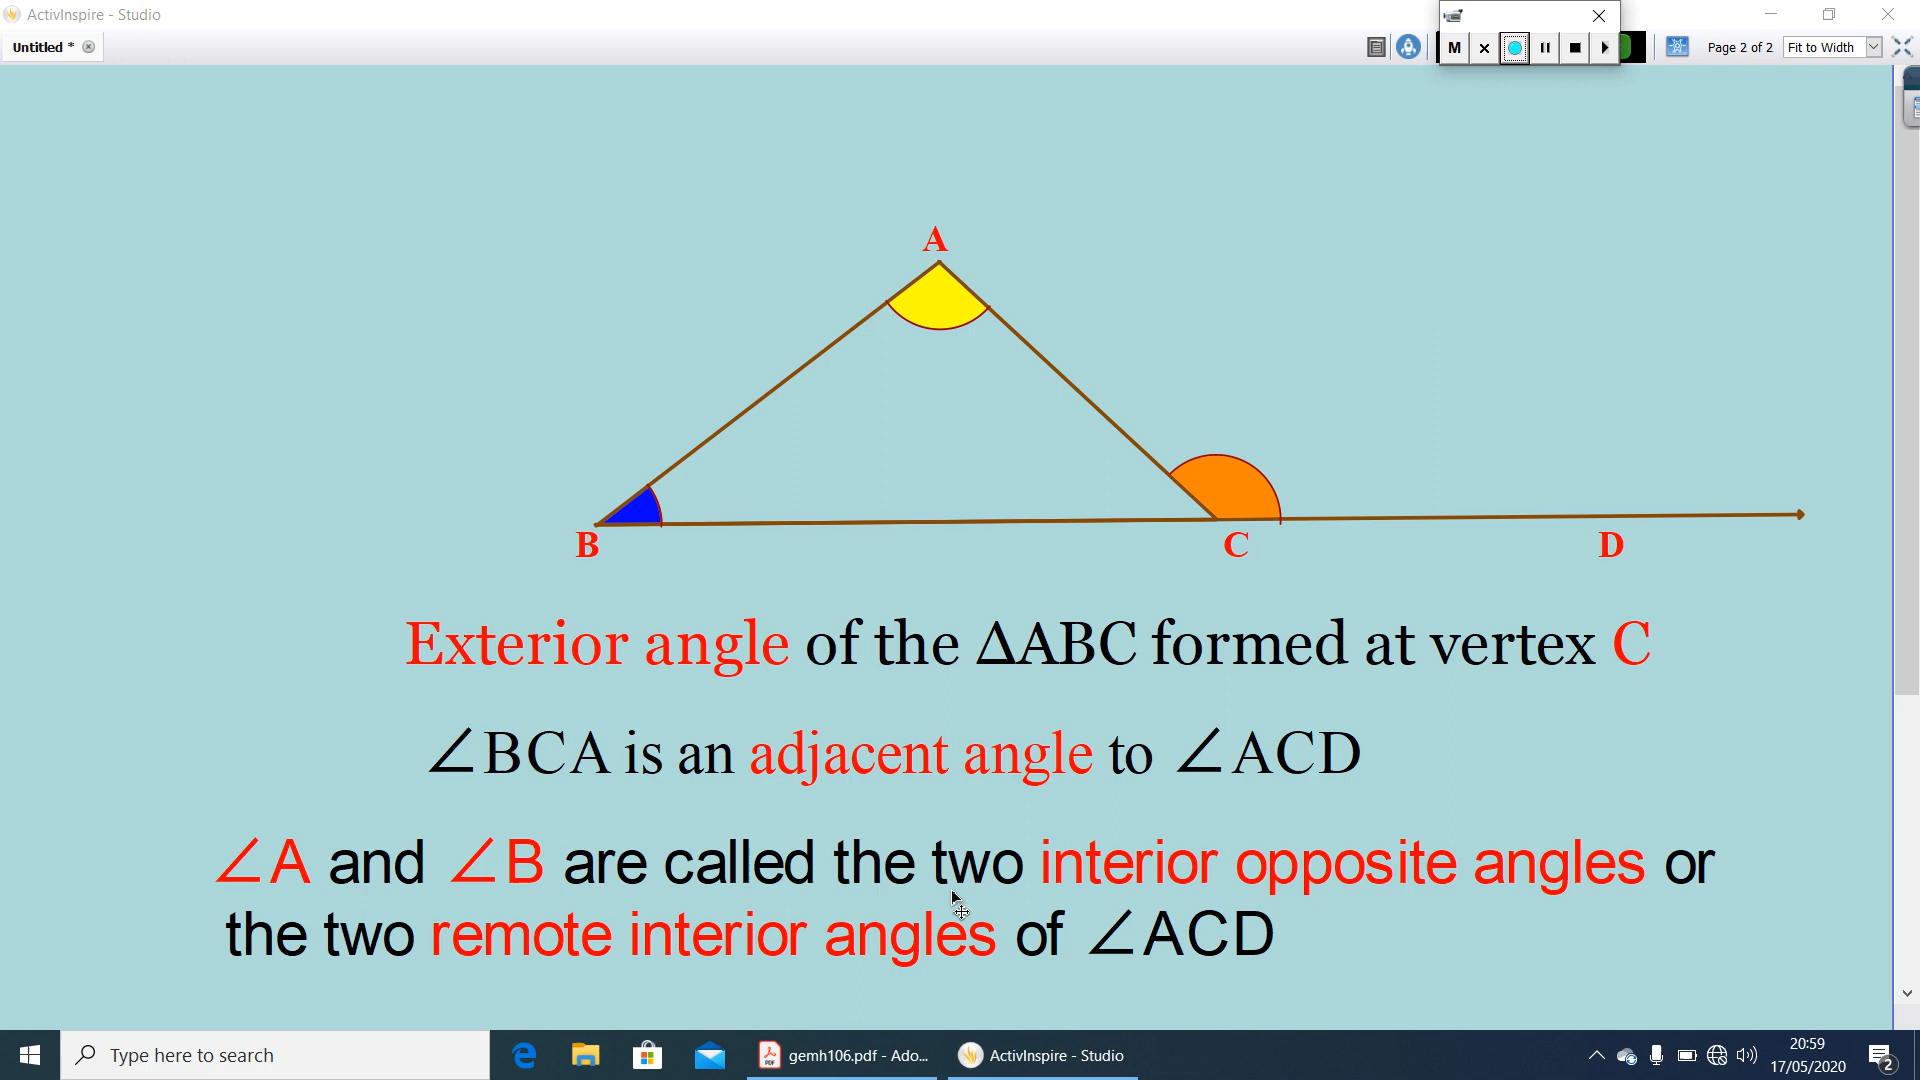 ActivInspire - Studio
Untitled *
M
Page 2 of 2
Fit to Width
A
B
C
D
Exterior angle of the ΔABC formed at vertex C
∠BCA is an adjacent angle to ∠ACD
∠A and ∠B are called the two interior opposite angles or
the two remote interior angles of ∠ACD
Type here to search
gemh106.pdf - Ado...
ActivInspire - Studio
20:59
17/05/2020
2